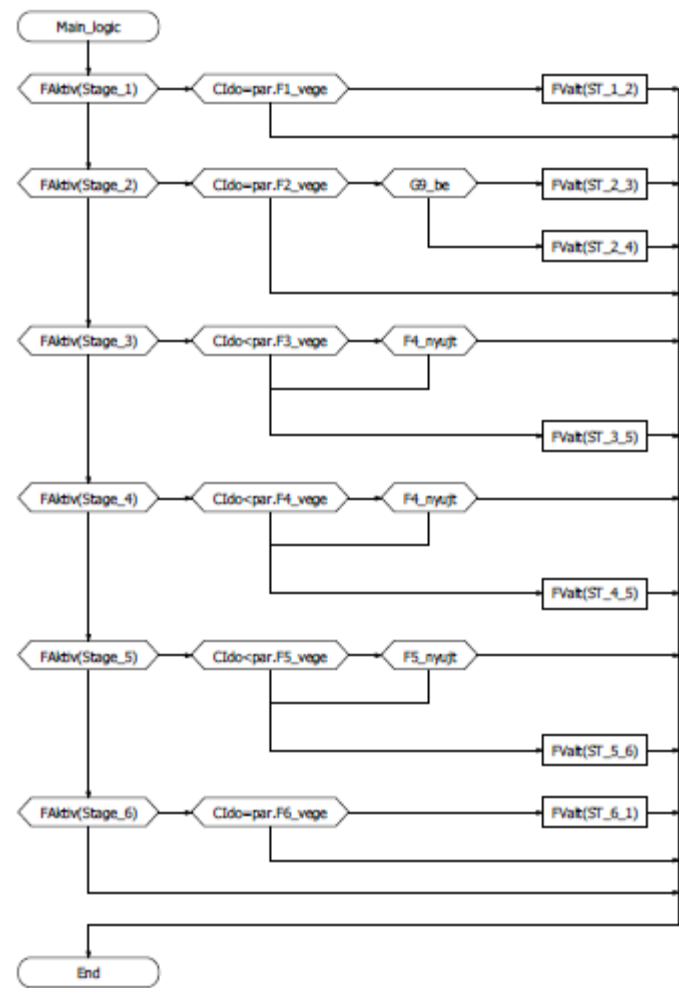 Main_logic
FAktiv(Stage_1) CIdo=par.F1_vege FValt(ST_1_2)
FAktiv(Stage_2) CIdo=par.F2_vege G9_be FValt(ST_2_3)
FValt(ST_2_4)
FAktiv(Stage_3) CIdo<par.F3_vege F4_nyujt
FValt(ST_3_5)
FAktiv(Stage_4) CIdo<par.F4_vege F4_nyujt
FValt(ST_4_5)
FAktiv(Stage_5) CIdo<par.F5_vege F5_nyujt
FValt(ST_5_6)
FAktiv(Stage_6) CIdo=par.F6_vege FValt(ST_6_1)
End